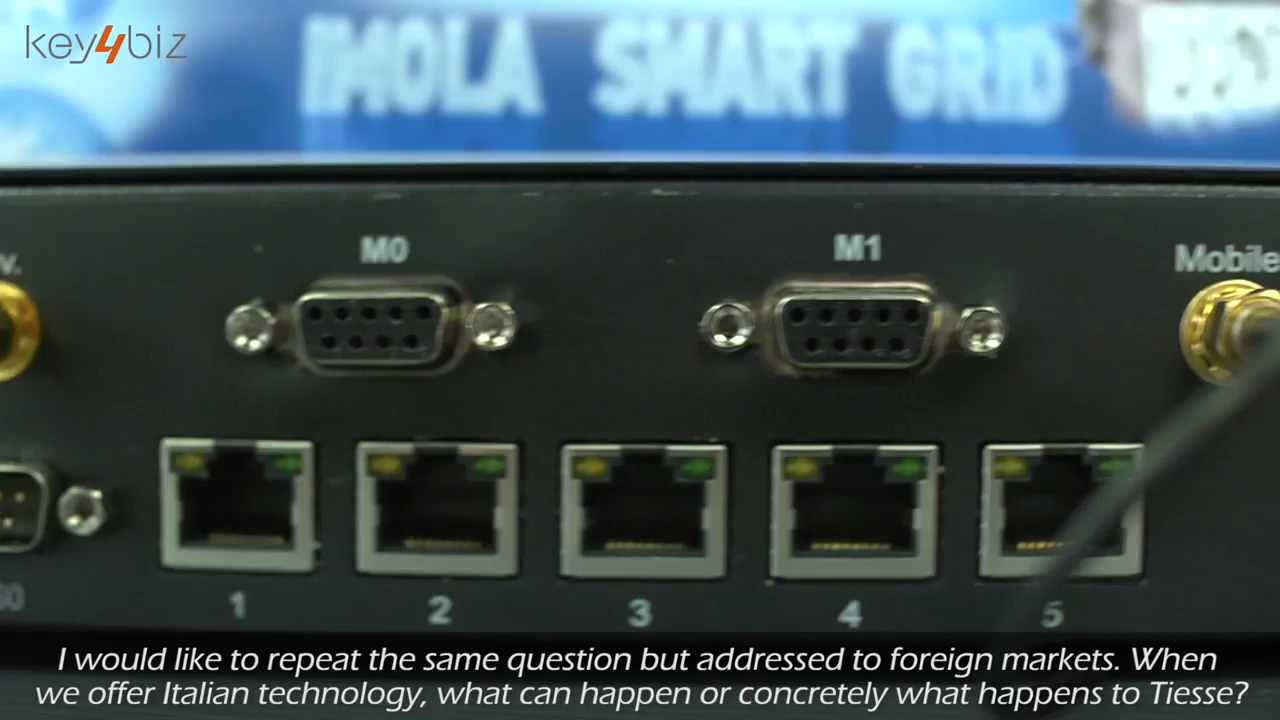 key4biz
IMOLA SMART GRID
v.
M0
M1
Mobile
1
2
3
4
5
I would like to repeat the same question but addressed to foreign markets. When
we offer Italian technology, what can happen or concretely what happens to Tiesse?